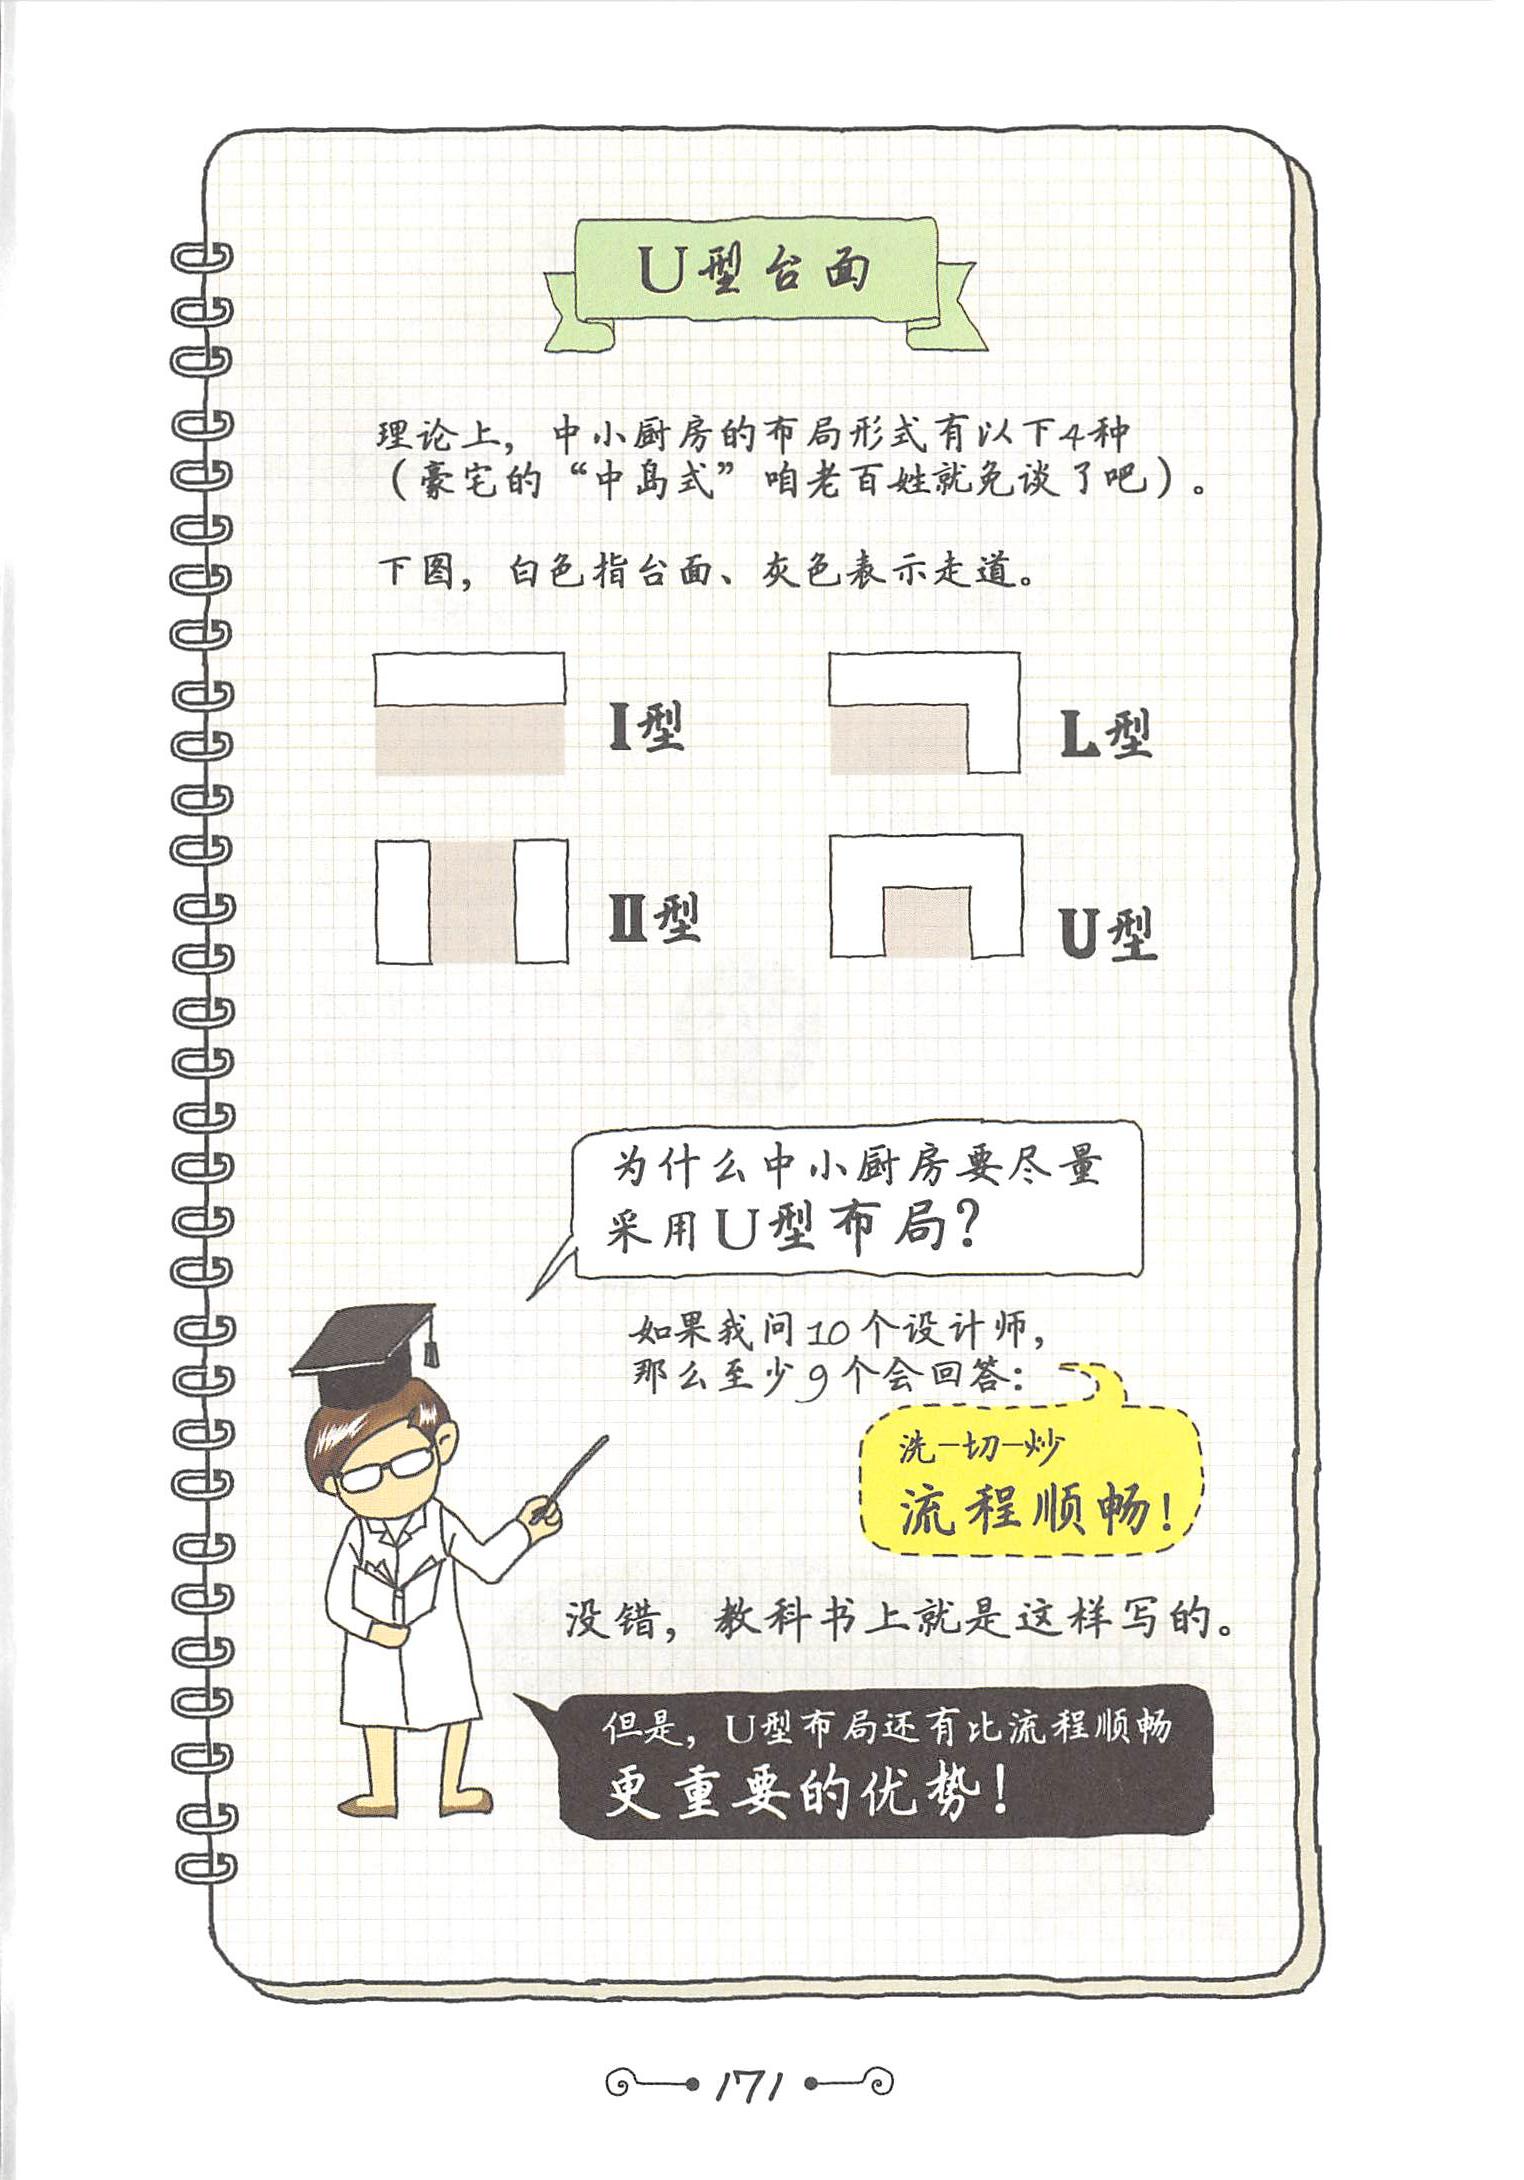 U型台面
理论上，中小厨房的布局形式有以下4种
（豪宅的“中岛式”咱老百姓就免谈了吧）。
下图，白色指台面、灰色表示走道。
I型
L型
II型
U型
为什么中小厨房要尽量
采用U型布局？
如果我问10个设计师，
那么至少9个会回答：
洗-切-炒
流程顺畅！
没错，教科书上就是这样写的。
但是，U型布局还有比流程顺畅
更重要的优势！
171